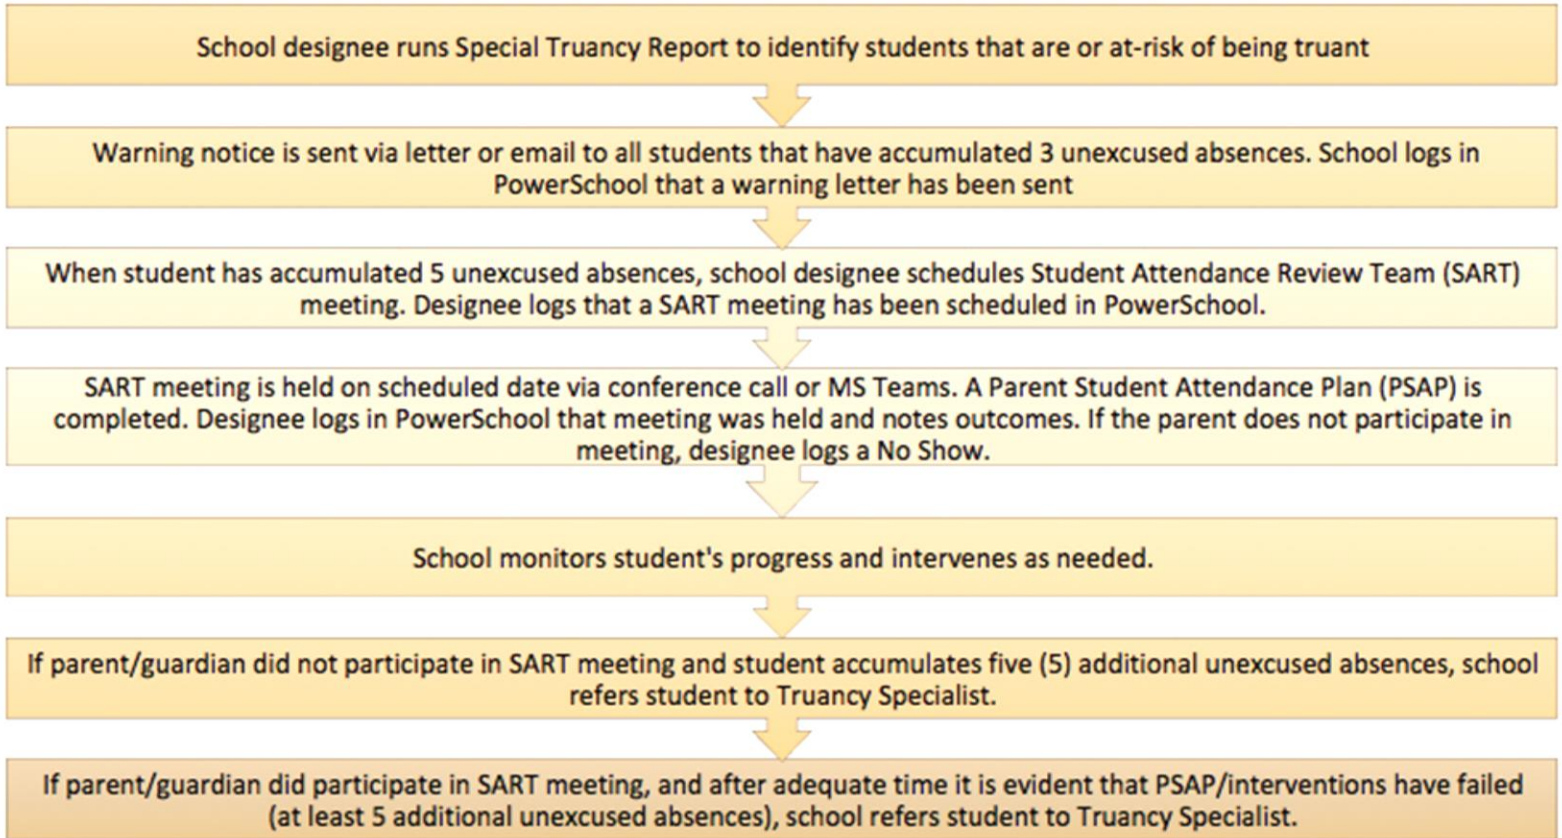 School designee runs Special Truancy Report to identify students that are or at-risk of being truant
Warning notice is sent via letter or email to all students that have accumulated 3 unexcused absences. School logs in
PowerSchool that a warning letter has been sent
When student has accumulated 5 unexcused absences, school designee schedules Student Attendance Review Team (SART)
meeting. Designee logs that a SART meeting has been scheduled in PowerSchool.
SART meeting is held on scheduled date via conference call or MS Teams. A Parent Student Attendance Plan (PSAP) is
completed. Designee logs in PowerSchool that meeting was held and notes outcomes. If the parent does not participate in
meeting, designee logs a No Show.
School monitors student's progress and intervenes as needed.
If parent/guardian did not participate in SART meeting and student accumulates five (5) additional unexcused absences, school
refers student to Truancy Specialist.
If parent/guardian did participate in SART meeting, and after adequate time it is evident that PSAP/interventions have failed
(at least 5 additional unexcused absences), school refers student to Truancy Specialist.